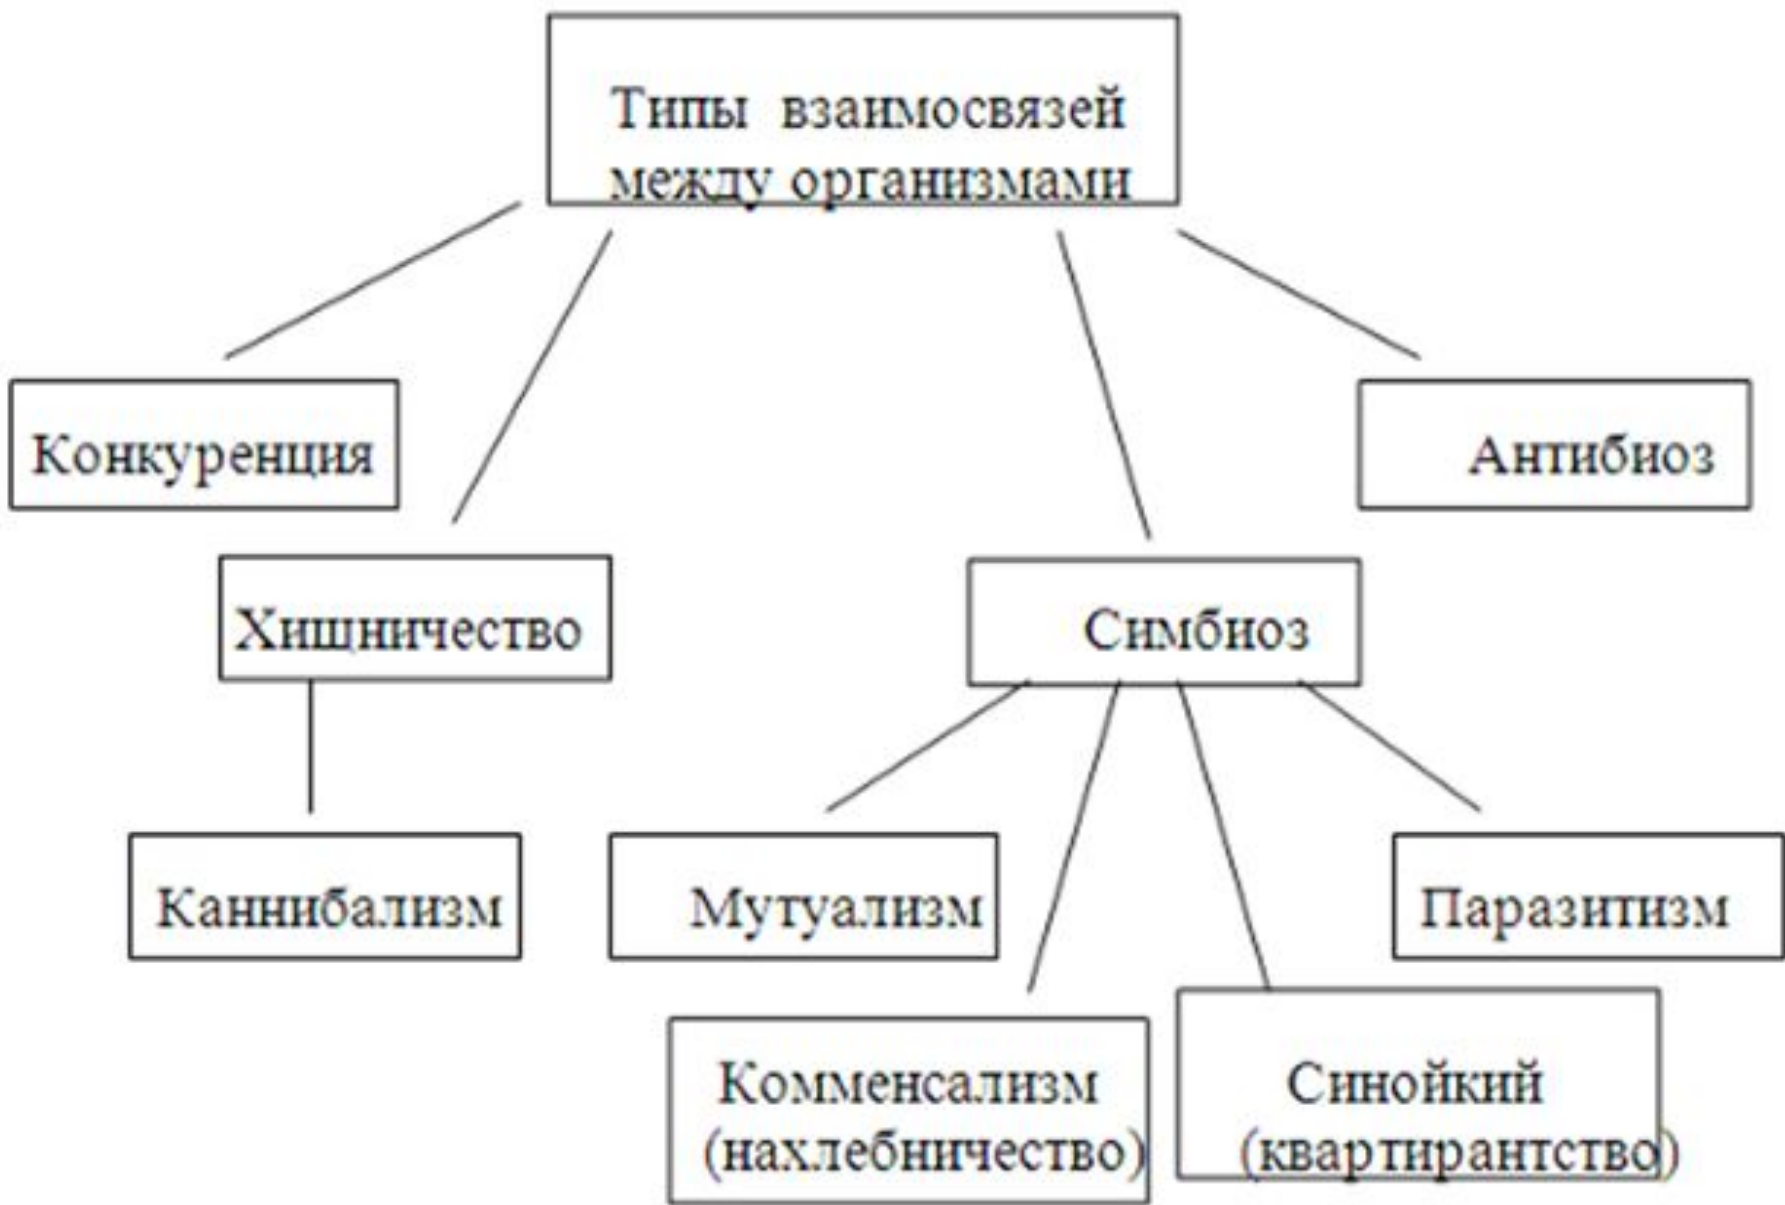 Типы взаимосвязей
между организмами
Конкуренция
Антибиоз
Хищничество
Симбиоз
Каннибализм
Мутуализм
Паразитизм
Комменсализм
(нахлебничество)
Синойкий
(квартирантство)